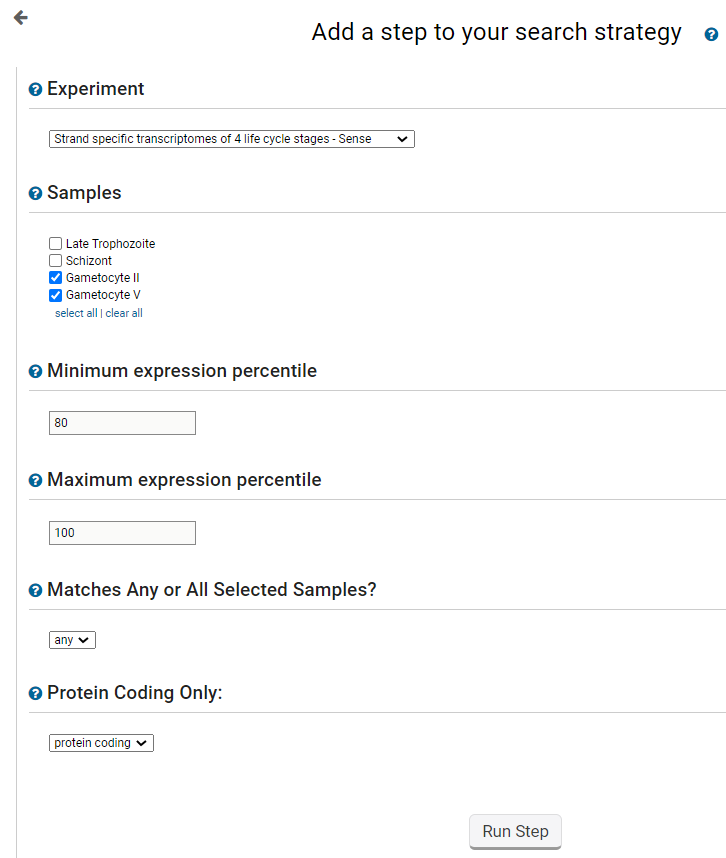 Add a step to your search strategy
Experiment
Strand specific transcriptomes of 4 life cycle stages - Sense
Samples
Late Trophozoite
Schizont
Gametocyte II
Gametocyte V
select all | clear all
Minimum expression percentile
80
Maximum expression percentile
100
Matches Any or All Selected Samples?
any
Protein Coding Only:
protein coding
Run Step